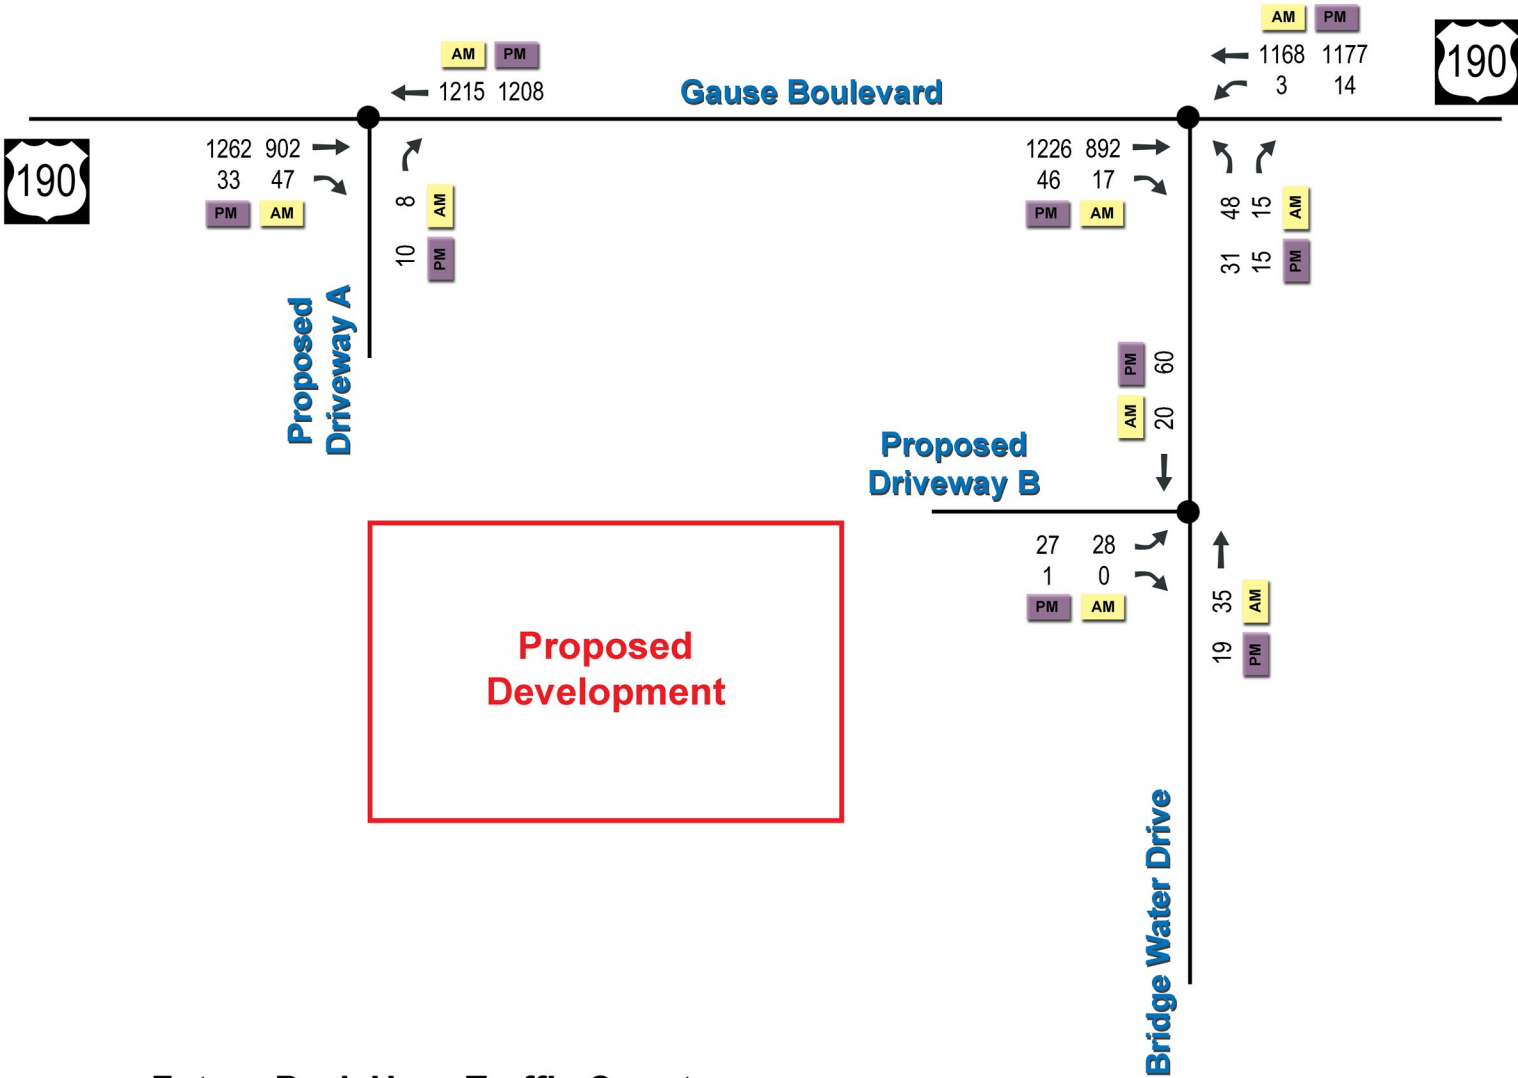 AM PM
1168 1177
3 14
190
AM PM
1215 1208
Gause Boulevard
190
1262 902
33 47
PM AM
8 AM
10 PM
1226 892
46 17
PM AM
48 15 AM
31 15 PM
Proposed
Driveway A
PM 60
AM 20
Proposed
Driveway B
27 28
1 0
PM AM
35 AM
19 PM
Proposed
Development
Bridge Water Drive